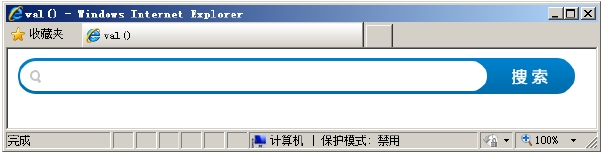 val() - Windows Internet Explorer
收藏夹 val()
搜索
完成 计算机 | 保护模式: 禁用 100%